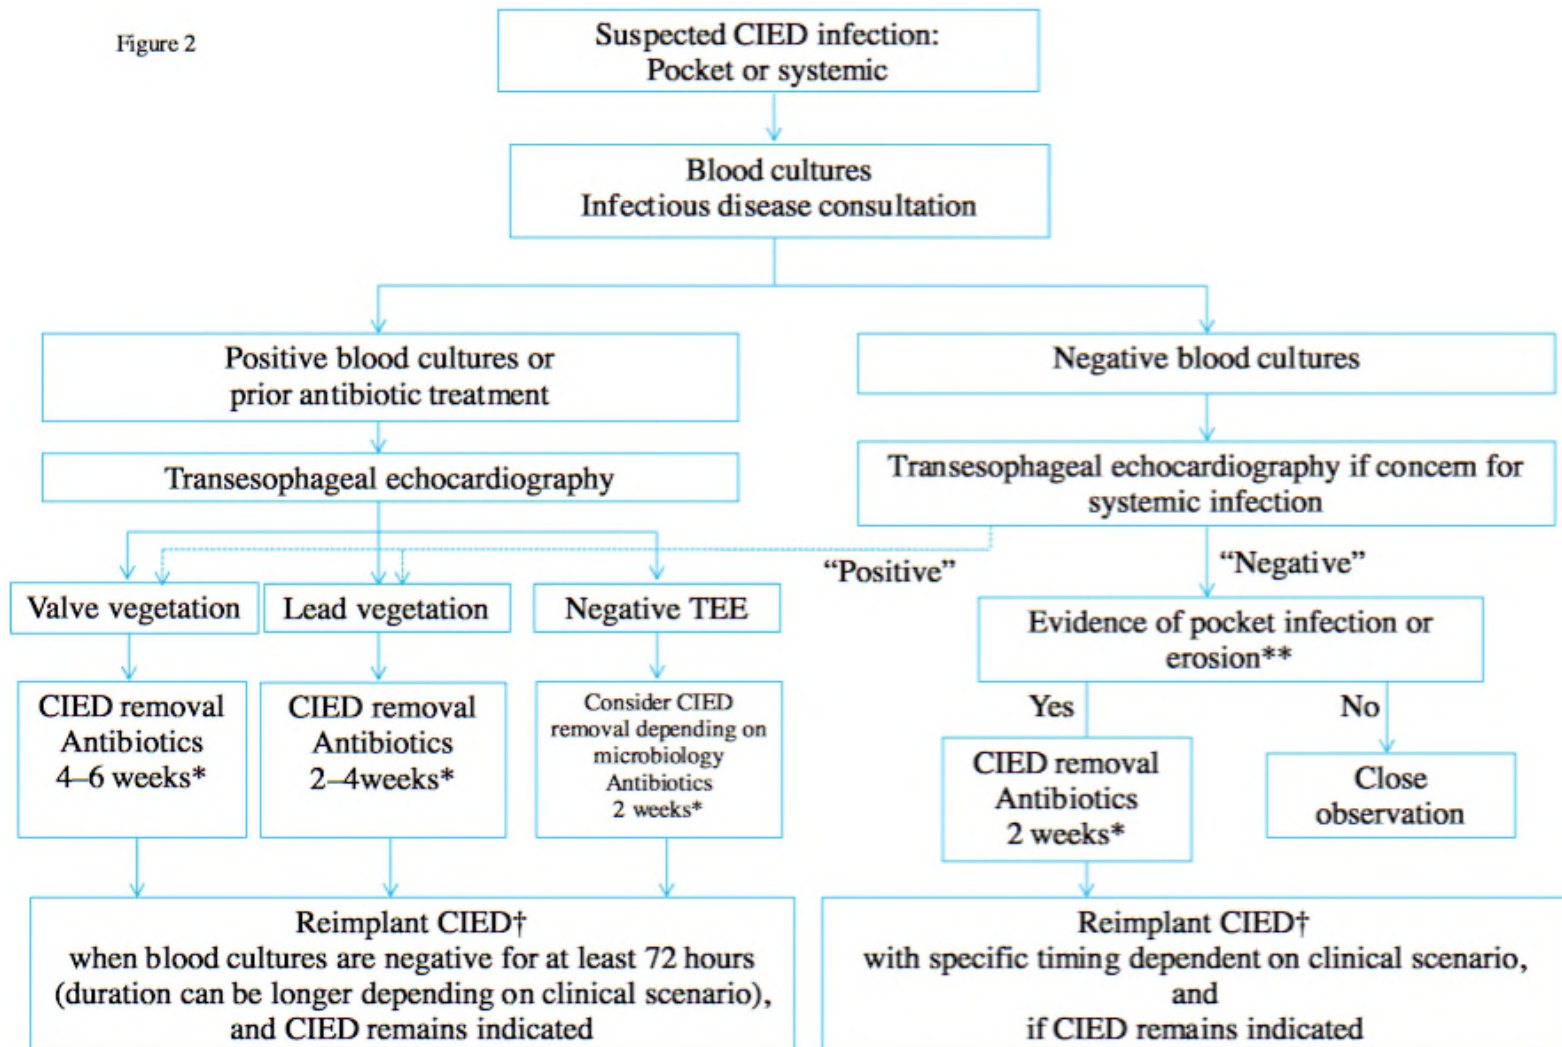 Figure 2
Suspected CIED infection:
Pocket or systemic
Blood cultures
Infectious disease consultation
Positive blood cultures or
prior antibiotic treatment
Negative blood cultures
Transesophageal echocardiography
Transesophageal echocardiography if concern for
systemic infection
"Positive"
"Negative"
Valve vegetation
Lead vegetation
Negative TEE
Evidence of pocket infection or
erosion**
CIED removal
Antibiotics
4–6 weeks*
CIED removal
Antibiotics
2–4weeks*
Consider CIED
removal depending on
microbiology
Antibiotics
2 weeks*
Yes
No
CIED removal
Antibiotics
2 weeks*
Close
observation
Reimplant CIED†
when blood cultures are negative for at least 72 hours
(duration can be longer depending on clinical scenario),
and CIED remains indicated
Reimplant CIED†
with specific timing dependent on clinical scenario,
and
if CIED remains indicated